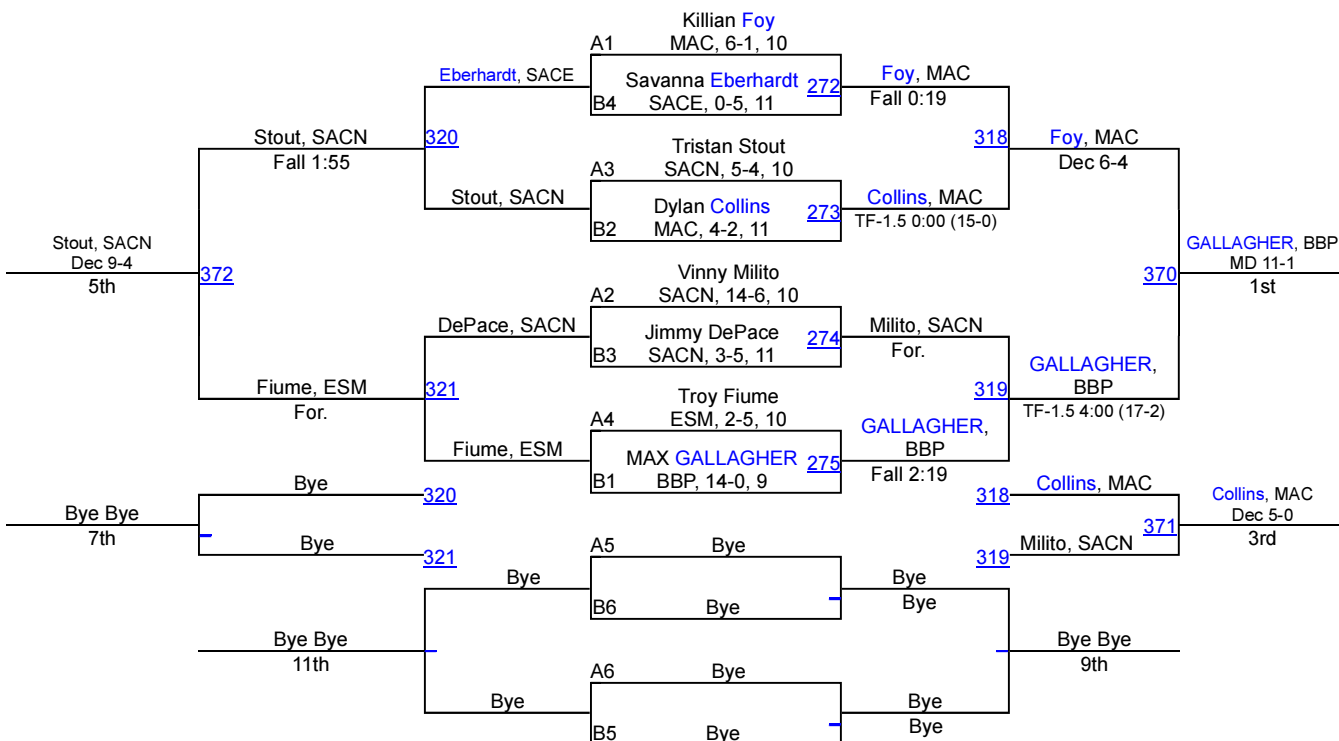 Killian Foy
A1
MAC, 6-1, 10
Eberhardt, SACE
Savanna Eberhardt
272
B4
SACE, 0-5, 11
Foy, MAC
Fall 0:19
Stout, SACN
Fall 1:55
320
318
Foy, MAC
Dec 6-4
Tristan Stout
A3
SACN, 5-4, 10
Stout, SACN
Dylan Collins
273
B2
MAC, 4-2, 11
Collins, MAC
TF-1.5 0:00 (15-0)
Stout, SACN
Dec 9-4
5th
372
370
GALLAGHER, BBP
MD 11-1
1st
Vinny Milito
A2
SACN, 14-6, 10
DePace, SACN
Jimmy DePace
274
B3
SACN, 3-5, 11
Milito, SACN
For.
Fiume, ESM
For.
321
319
GALLAGHER,
BBP
TF-1.5 4:00 (17-2)
Troy Fiume
A4
ESM, 2-5, 10
Fiume, ESM
MAX GALLAGHER
275
B1
BBP, 14-0, 9
GALLAGHER,
BBP
Fall 2:19
Bye
320
318
Collins, MAC
Bye Bye
7th
371
Collins, MAC
Dec 5-0
3rd
Bye
321
319
Milito, SACN
A5
Bye
Bye
B6
Bye
Bye
Bye
Bye Bye
11th
Bye Bye
9th
A6
Bye
Bye
B5
Bye
Bye
Bye